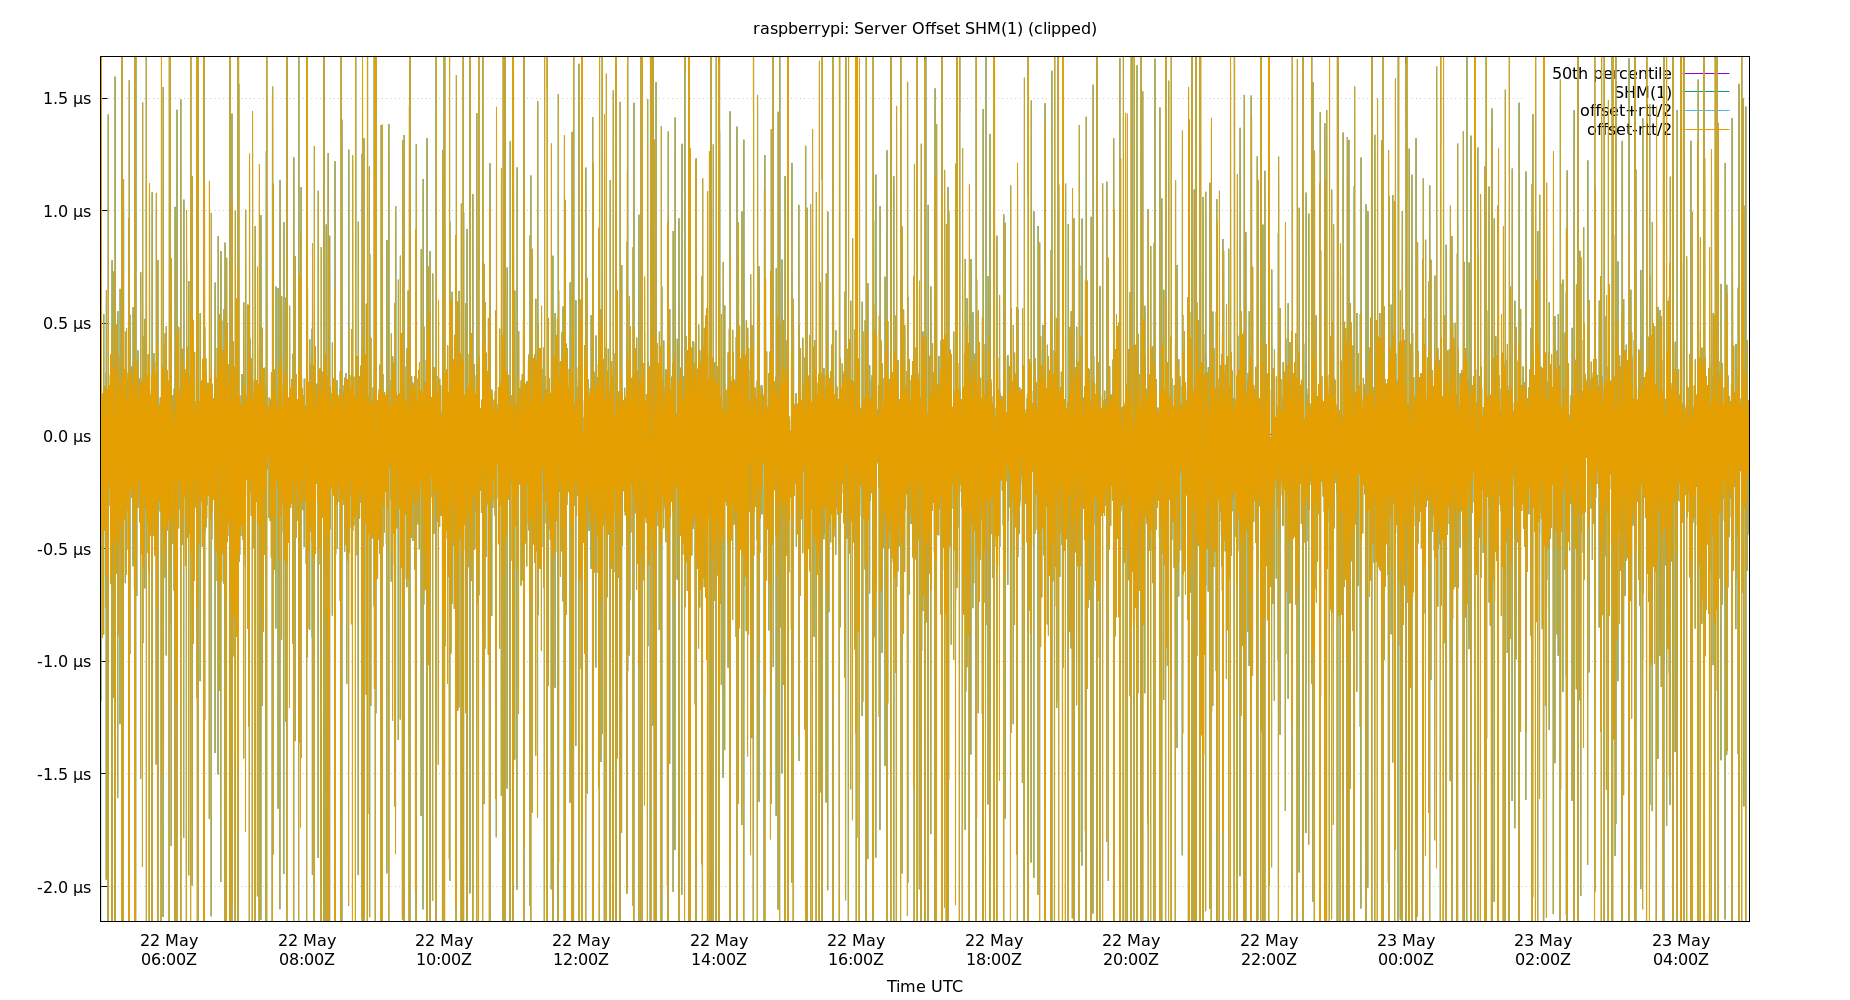 raspberrypi: Server Offset SHM(1) (clipped)
50th percentile
SHM(1)
offset+rtt/2
offset-rtt/2
1.5 µs
1.0 µs
0.5 µs
0.0 µs
-0.5 µs
-1.0 µs
-1.5 µs
-2.0 µs
22 May 22 May 22 May 22 May 22 May 22 May 22 May 22 May 22 May 23 May 23 May 23 May
06:00Z 08:00Z 10:00Z 12:00Z 14:00Z 16:00Z 18:00Z 20:00Z 22:00Z 00:00Z 02:00Z 04:00Z
Time UTC